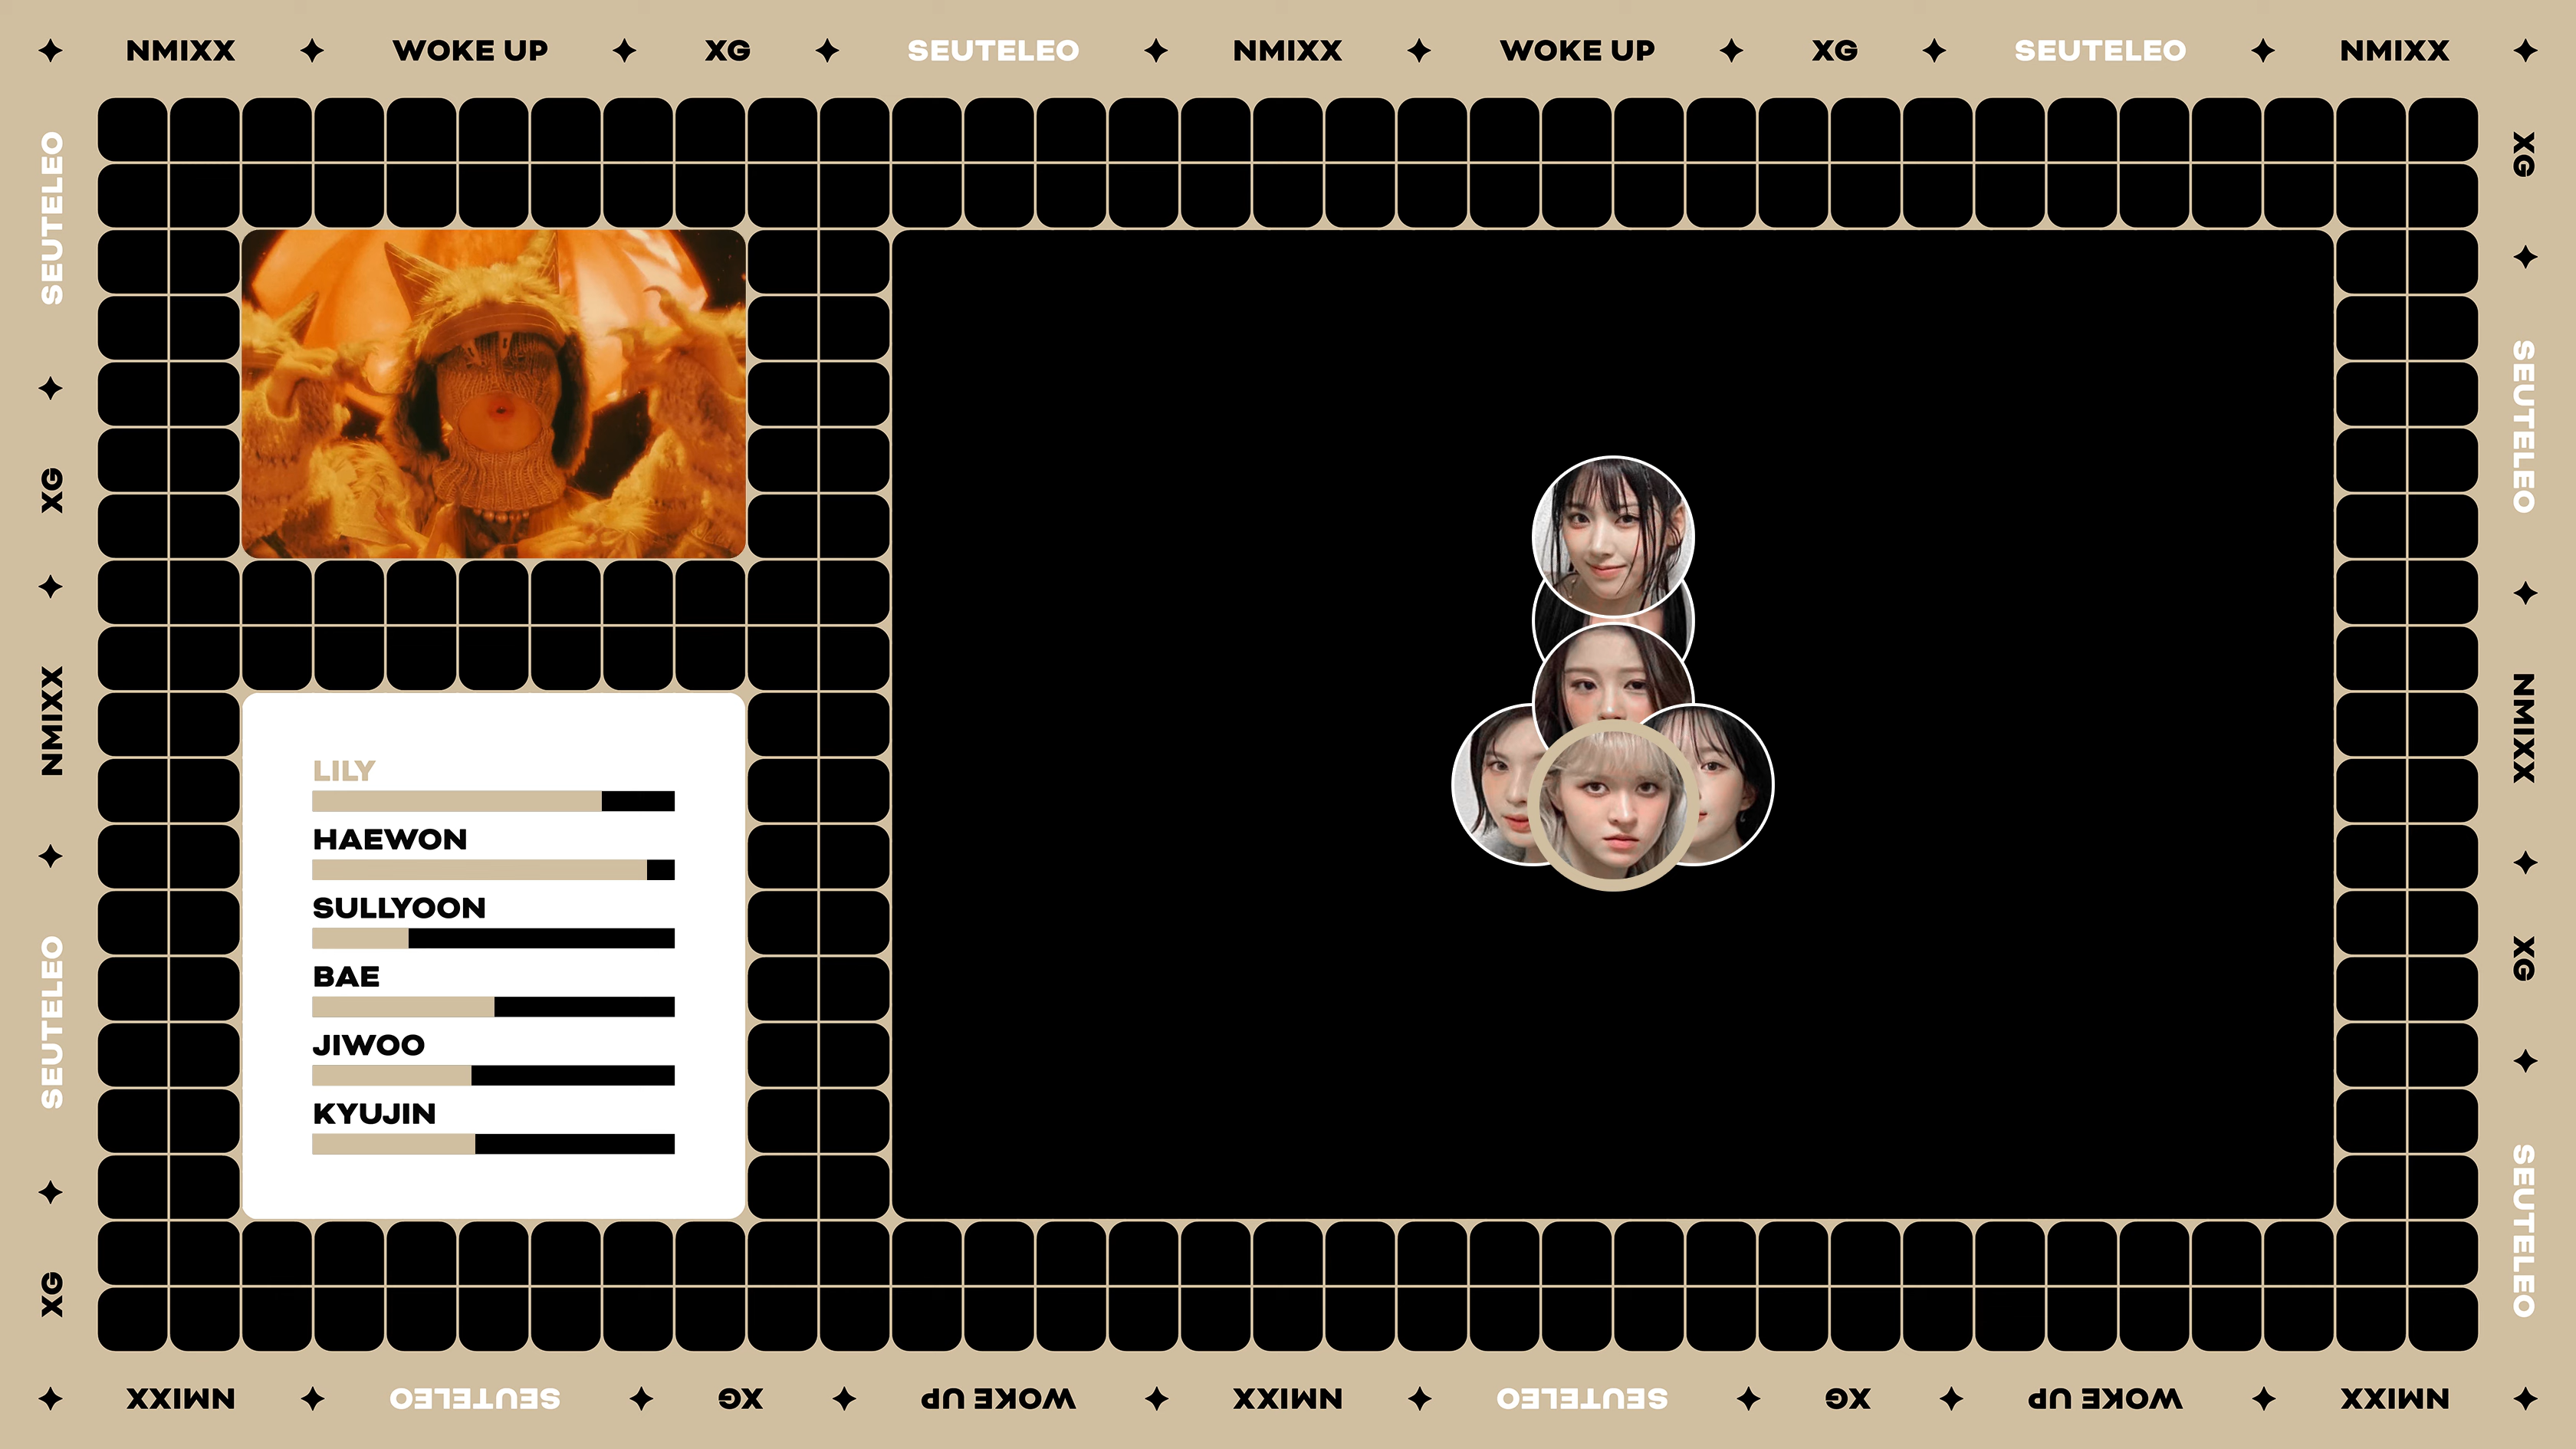 NMIXX ✦ WOKE UP ✦ XG ✦ SEUTELEO ✦ NMIXX ✦ WOKE UP ✦ XG ✦ SEUTELEO ✦ NMIXX
SEUTELEO
XG
NMIXX
SEUTELEO
XG
LILY
HAEWON
SULLYOON
BAE
JIWOO
KYUJIN
XG
SEUTELEO
NMIXX
XG
SEUTELEO
NMIXX ✦ SEUTELEO ✦ XG ✦ WOKE UP ✦ NMIXX ✦ SEUTELEO ✦ XG ✦ WOKE UP ✦ NMIXX